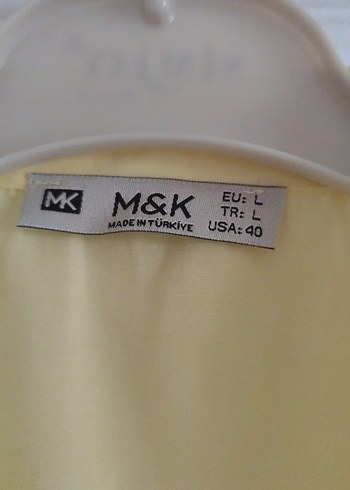 MK
M&K
MADE IN TÜRKİYE
EU: L
TR: L
USA: 40